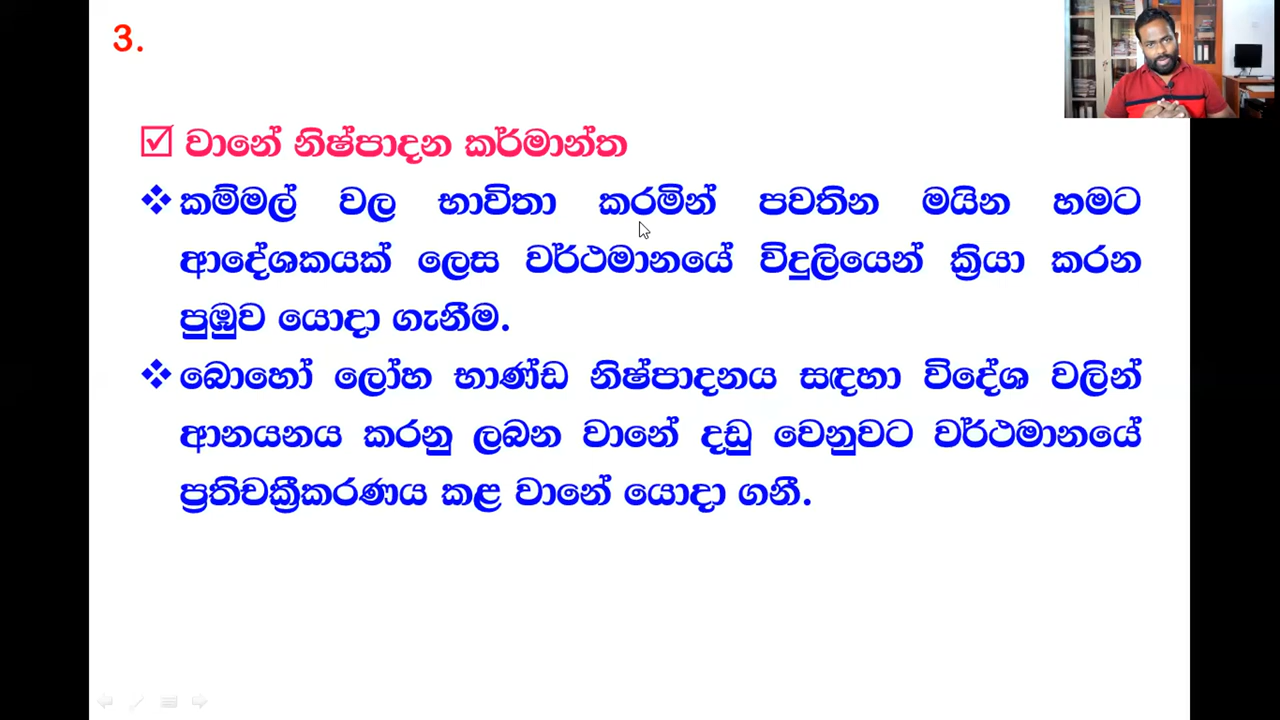 3.
වානේ නිෂ්පාදන කර්මාන්ත
කම්මල් වල භාවිතා කරමින් පවතින මයින හමට
ආදේශකයක් ලෙස වර්ථමානයේ විදුලියෙන් ක්‍රියා කරන
පුඹුව යොදා ගැනීම.
බොහෝ ලෝහ භාණ්ඩ නිෂ්පාදනය සඳහා විදේශ වලින්
ආනයනය කරනු ලබන වානේ දඬු වෙනුවට වර්ථමානයේ
ප්‍රතිචක්‍රීකරණය කළ වානේ යොදා ගනී.